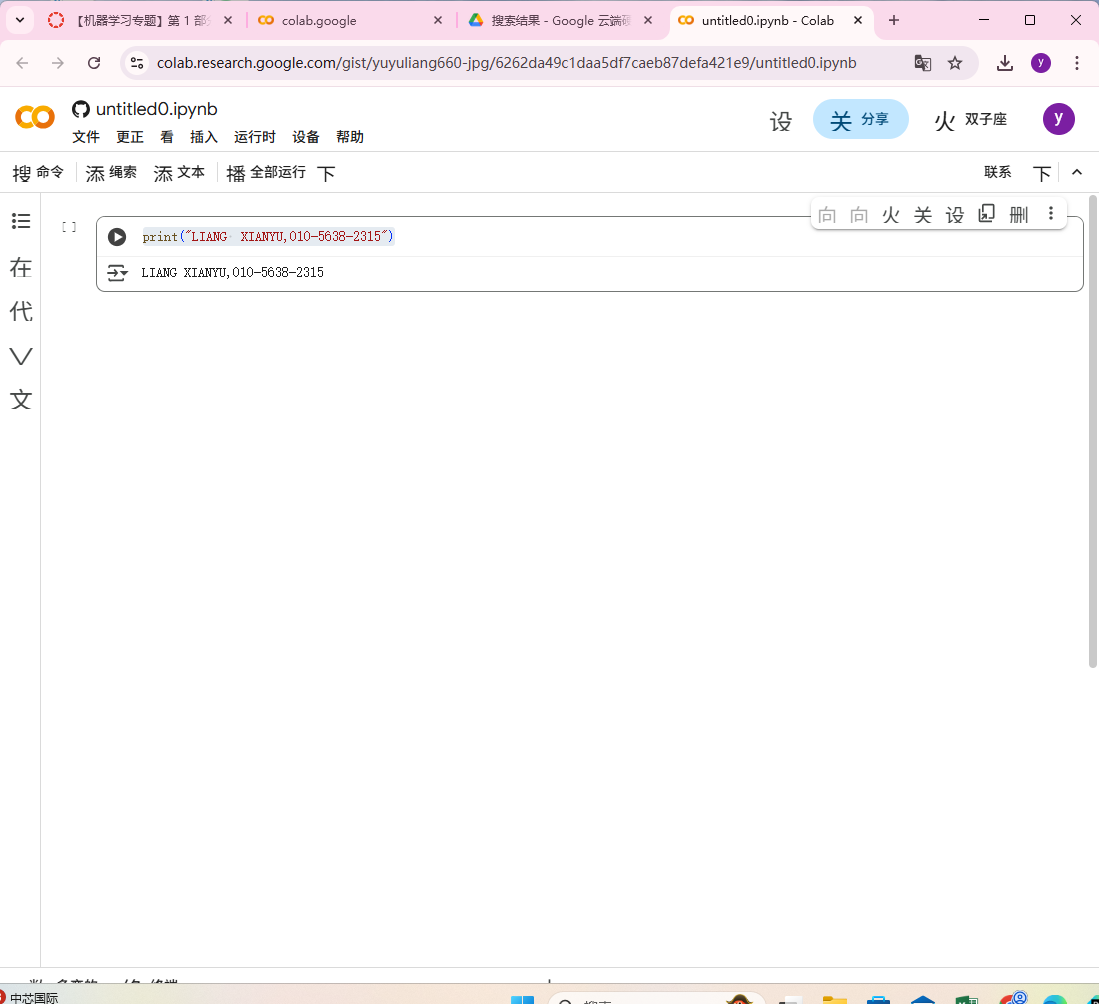 【机器学习专题】第 1 部分
colab.google
搜索结果 - Google 云端硬
untitled0.ipynb - Colab
colab.research.google.com/gist/yuyuliang660-jpg/6262da49c1daa5df7caeb87defa421e9/untitled0.ipynb
y
untitled0.ipynb
文件 更正 看 插入 运行时 设备 帮助
设 关 分享 火 双子座 y
搜 命令 添 绳索 添 文本 播 全部运行 下 联系 下
向 向 火 关 设 删
[ ] print("LIANG XIANYU,010-5638-2315")
LIANG XIANYU,010-5638-2315
在
代
文
中芯国际
搜索